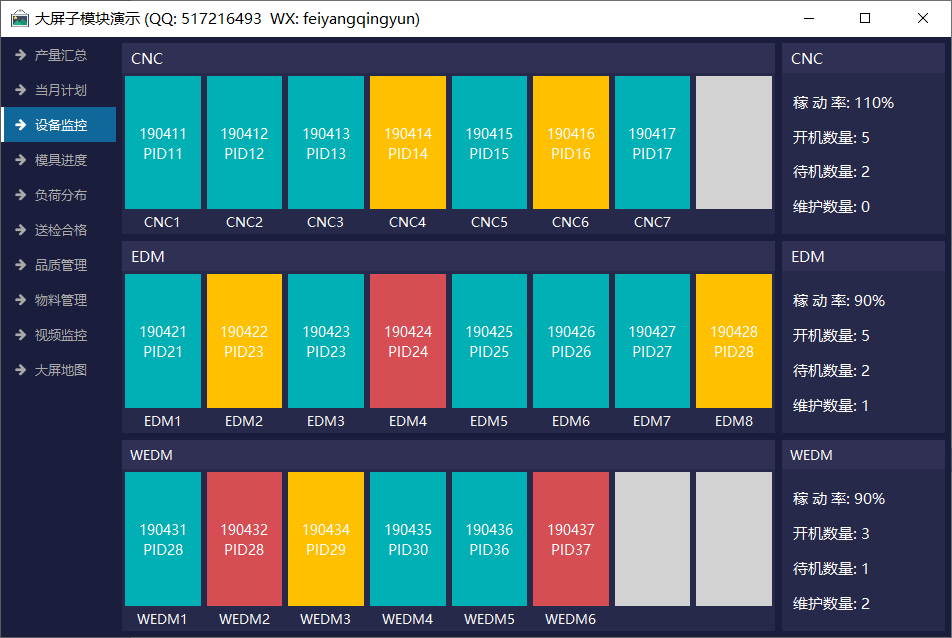 大屏子模块演示 (QQ: 517216493  WX: feiyangqingyun)
产量汇总
当月计划
设备监控
模具进度
负荷分布
送检合格
品质管理
物料管理
视频监控
大屏地图
CNC
190411 190412 190413 190414 190415 190416 190417
PID11 PID12 PID13 PID14 PID15 PID16 PID17
CNC1 CNC2 CNC3 CNC4 CNC5 CNC6 CNC7
CNC
稼 动 率: 110%
开机数量: 5
待机数量: 2
维护数量: 0
EDM
190421 190422 190423 190424 190425 190426 190427 190428
PID21 PID23 PID23 PID24 PID25 PID26 PID27 PID28
EDM1 EDM2 EDM3 EDM4 EDM5 EDM6 EDM7 EDM8
EDM
稼 动 率: 90%
开机数量: 5
待机数量: 2
维护数量: 1
WEDM
190431 190432 190434 190435 190436 190437
PID28 PID28 PID29 PID30 PID36 PID37
WEDM1 WEDM2 WEDM3 WEDM4 WEDM5 WEDM6
WEDM
稼 动 率: 90%
开机数量: 3
待机数量: 1
维护数量: 2